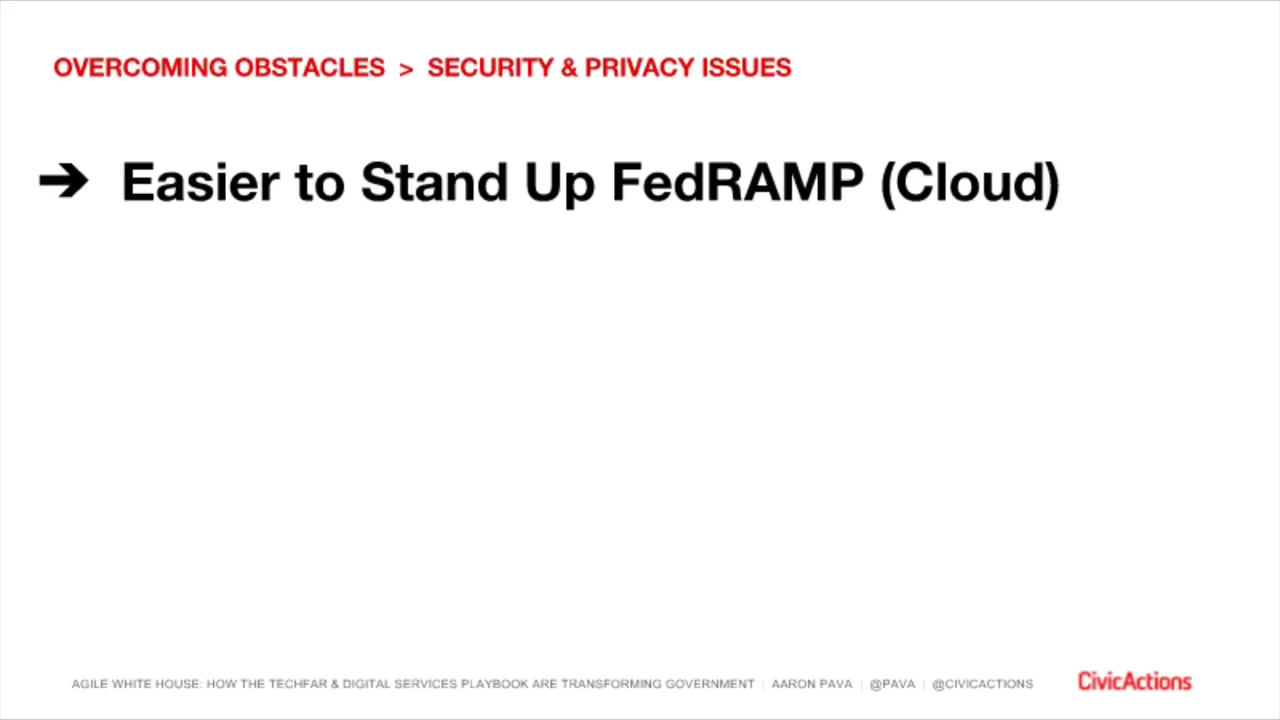 OVERCOMING OBSTACLES > SECURITY & PRIVACY ISSUES
➔ Easier to Stand Up FedRAMP (Cloud)
AGILE WHITE HOUSE: HOW THE TECHFAR & DIGITAL SERVICES PLAYBOOK ARE TRANSFORMING GOVERNMENT | AARON PAVA | @PAVA | @CIVICACTIONS
CivicActions